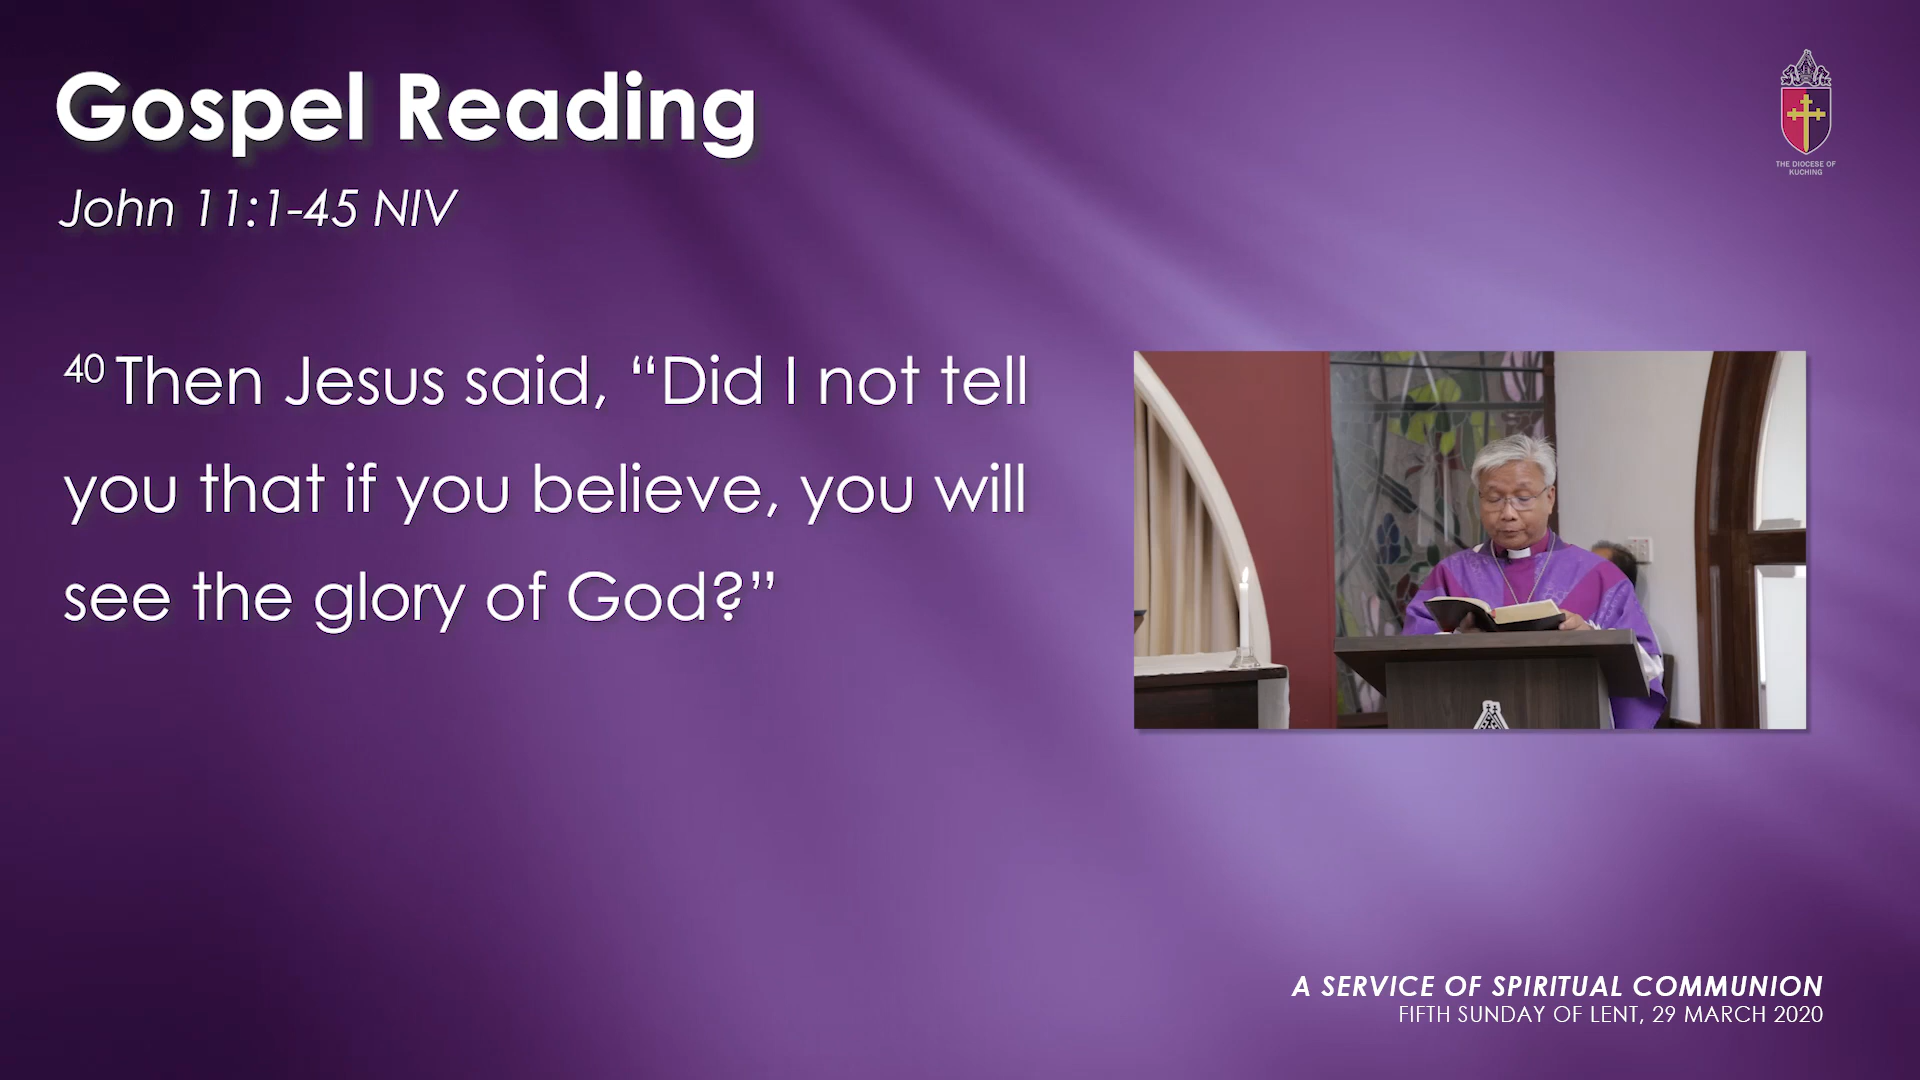 Gospel Reading
John 11:1-45 NIV
THE DIOCESE OF
KUCHING
40 Then Jesus said, “Did I not tell
you that if you believe, you will
see the glory of God?”
A SERVICE OF SPIRITUAL COMMUNION
FIFTH SUNDAY OF LENT, 29 MARCH 2020